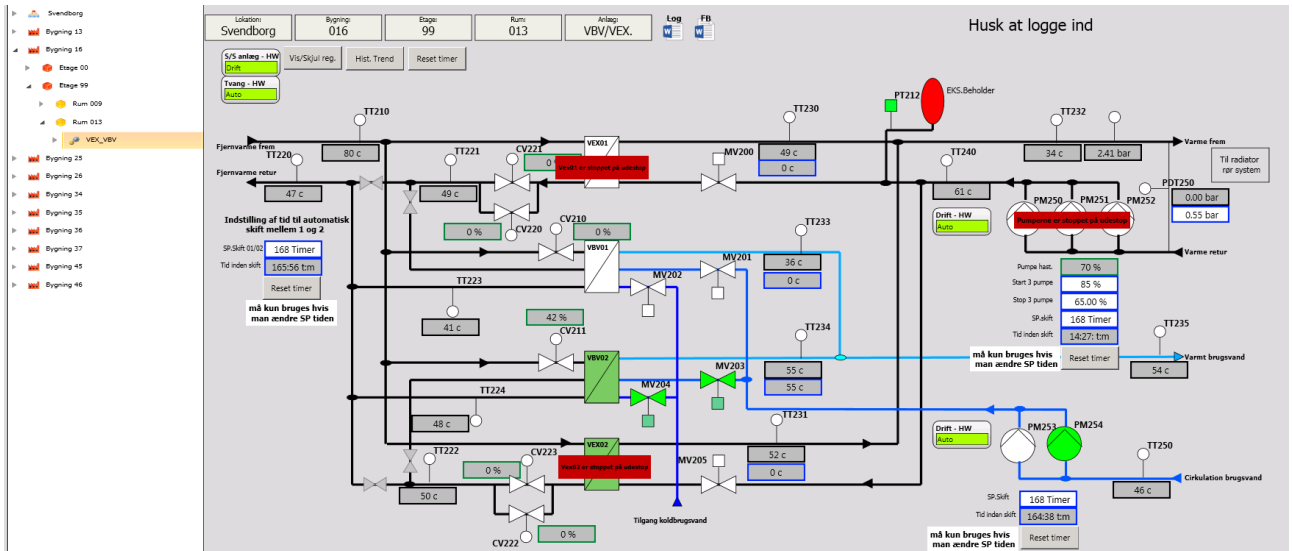 Svendborg
Bygning 13
Bygning 16
Etage 00
Etage 99
Rum 009
Rum 013
VEX_VBV
Bygning 25
Bygning 26
Bygning 34
Bygning 35
Bygning 36
Bygning 37
Bygning 45
Bygning 46
Lokation:
Svendborg
Bygning:
016
Etage:
99
Rum:
013
Anlæg:
VBV/VEX.
Log
FB
Husk at logge ind
S/S anlæg - HW
Drift
Vis/Skjul reg.
Hist. Trend
Reset timer
Tvang - HW
Auto
PT212
EKS.Beholder
TT210
TT230
TT232
Fjernvarme frem
80 c
VEX01
49 c
0 c
34 c
2.41 bar
Varme frem
TT220
TT221
CV221
0 %
Vex01 er stoppet på udestop
MV200
TT240
Til radiator
rør system
Fjernvarme retur
47 c
49 c
61 c
PM250
PM251
PM252
PDT250
0.00 bar
0.55 bar
Indstilling af tid til automatisk
skift mellem 1 og 2
CV220
CV210
0 %
0 %
TT233
Drift - HW
Auto
Pumperne er stoppet på udestop
SP.Skift 01/02
168 Timer
Tid inden skift
165:56 t:m
Reset timer
må kun bruges hvis
man ændre SP tiden
VBV01
MV201
MV202
36 c
0 c
Varme retur
TT223
41 c
Pumpe hast.
70 %
Start 3 pumpe
85 %
Stop 3 pumpe
65.00 %
SP.skift
168 Timer
Tid inden skift
14:27: t:m
må kun bruges hvis
man ændre SP tiden
Reset timer
42 %
CV211
TT234
TT235
VBV02
55 c
55 c
Varmt brugsvand
54 c
MV203
MV204
TT224
48 c
TT231
Drift - HW
Auto
PM253
PM254
TT222
CV223
0 %
VEX02
Vex02 er stoppet på udestop
MV205
52 c
0 c
TT250
50 c
46 c
Cirkulation brugsvand
CV222
0 %
Tilgang koldbrugsvand
SP.Skift
168 Timer
Tid inden skift
164:38 t:m
må kun bruges hvis
man ændre SP tiden
Reset timer